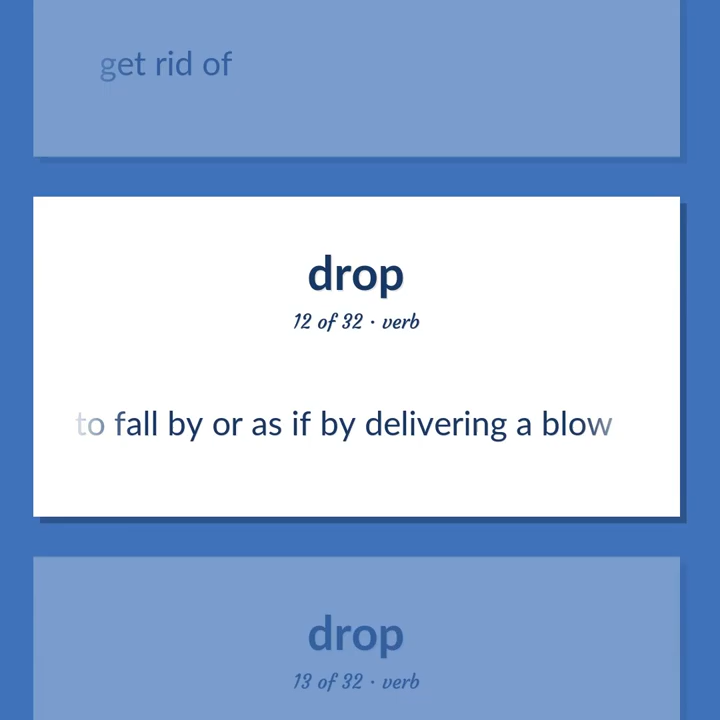 get rid of
drop
12 of 32 · verb
to fall by or as if by delivering a blow
drop
13 of 32 · verb